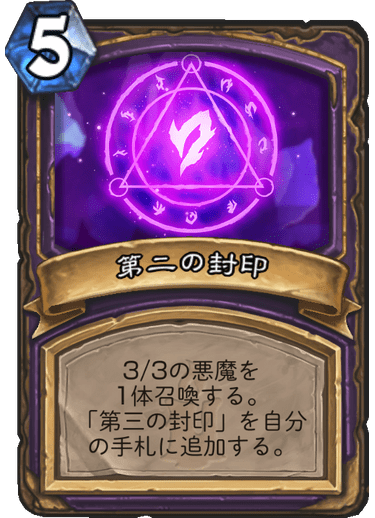 5
第二の封印
3/3の悪魔を
1体召喚する。
「第三の封印」を自分
の手札に追加する。